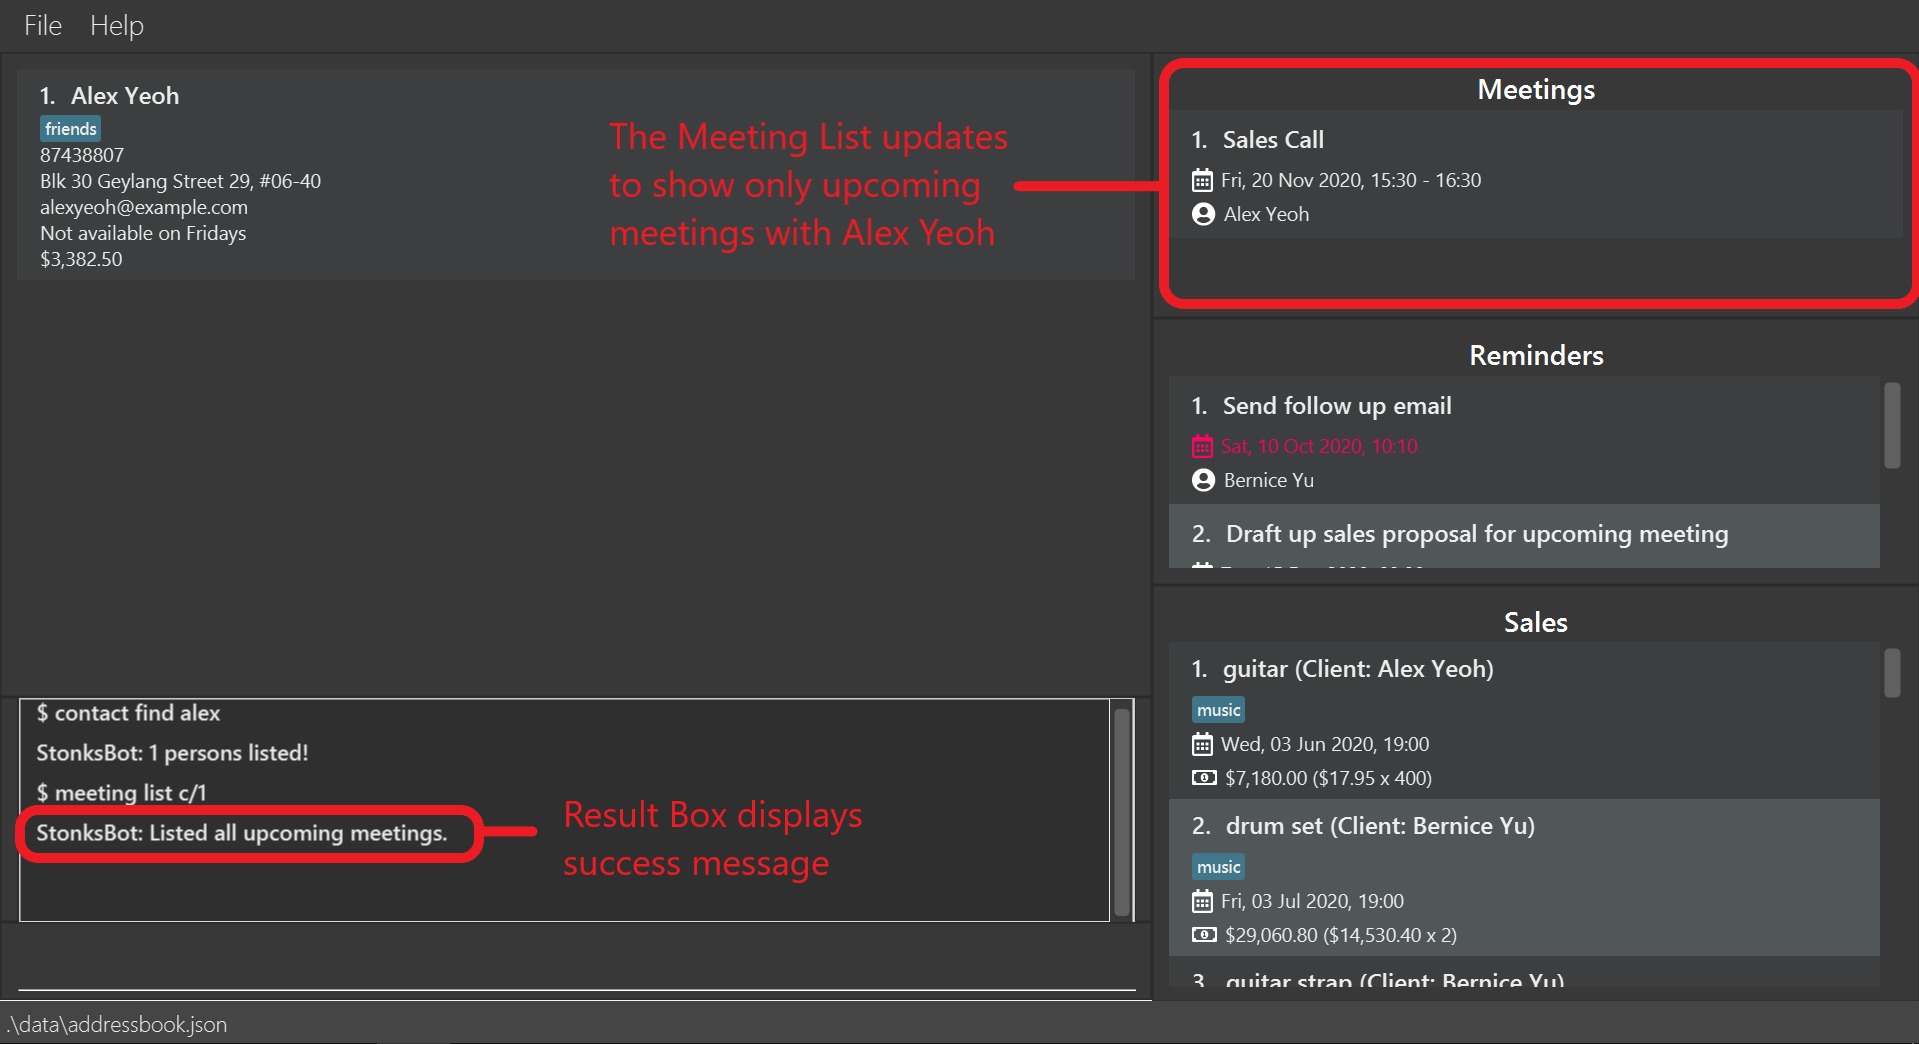 File Help
1. Alex Yeoh
friends
87438807
Blk 30 Geylang Street 29, #06-40
alexyeoh@example.com
Not available on Fridays
$3,382.50
The Meeting List updates
to show only upcoming
meetings with Alex Yeoh
Meetings
1. Sales Call
Fri, 20 Nov 2020, 15:30 - 16:30
Alex Yeoh
Reminders
1. Send follow up email
Sat, 10 Oct 2020, 10:10
Bernice Yu
2. Draft up sales proposal for upcoming meeting
Sales
1. guitar (Client: Alex Yeoh)
music
Wed, 03 Jun 2020, 19:00
$7,180.00 ($17.95 x 400)
2. drum set (Client: Bernice Yu)
music
Fri, 03 Jul 2020, 19:00
$29,060.80 ($14,530.40 x 2)
3. guitar strap (Client: Bernice Yu)
$ contact find alex
StonksBot: 1 persons listed!
$ meeting list c/1
StonksBot: Listed all upcoming meetings.
Result Box displays
success message
.\data\addressbook.json